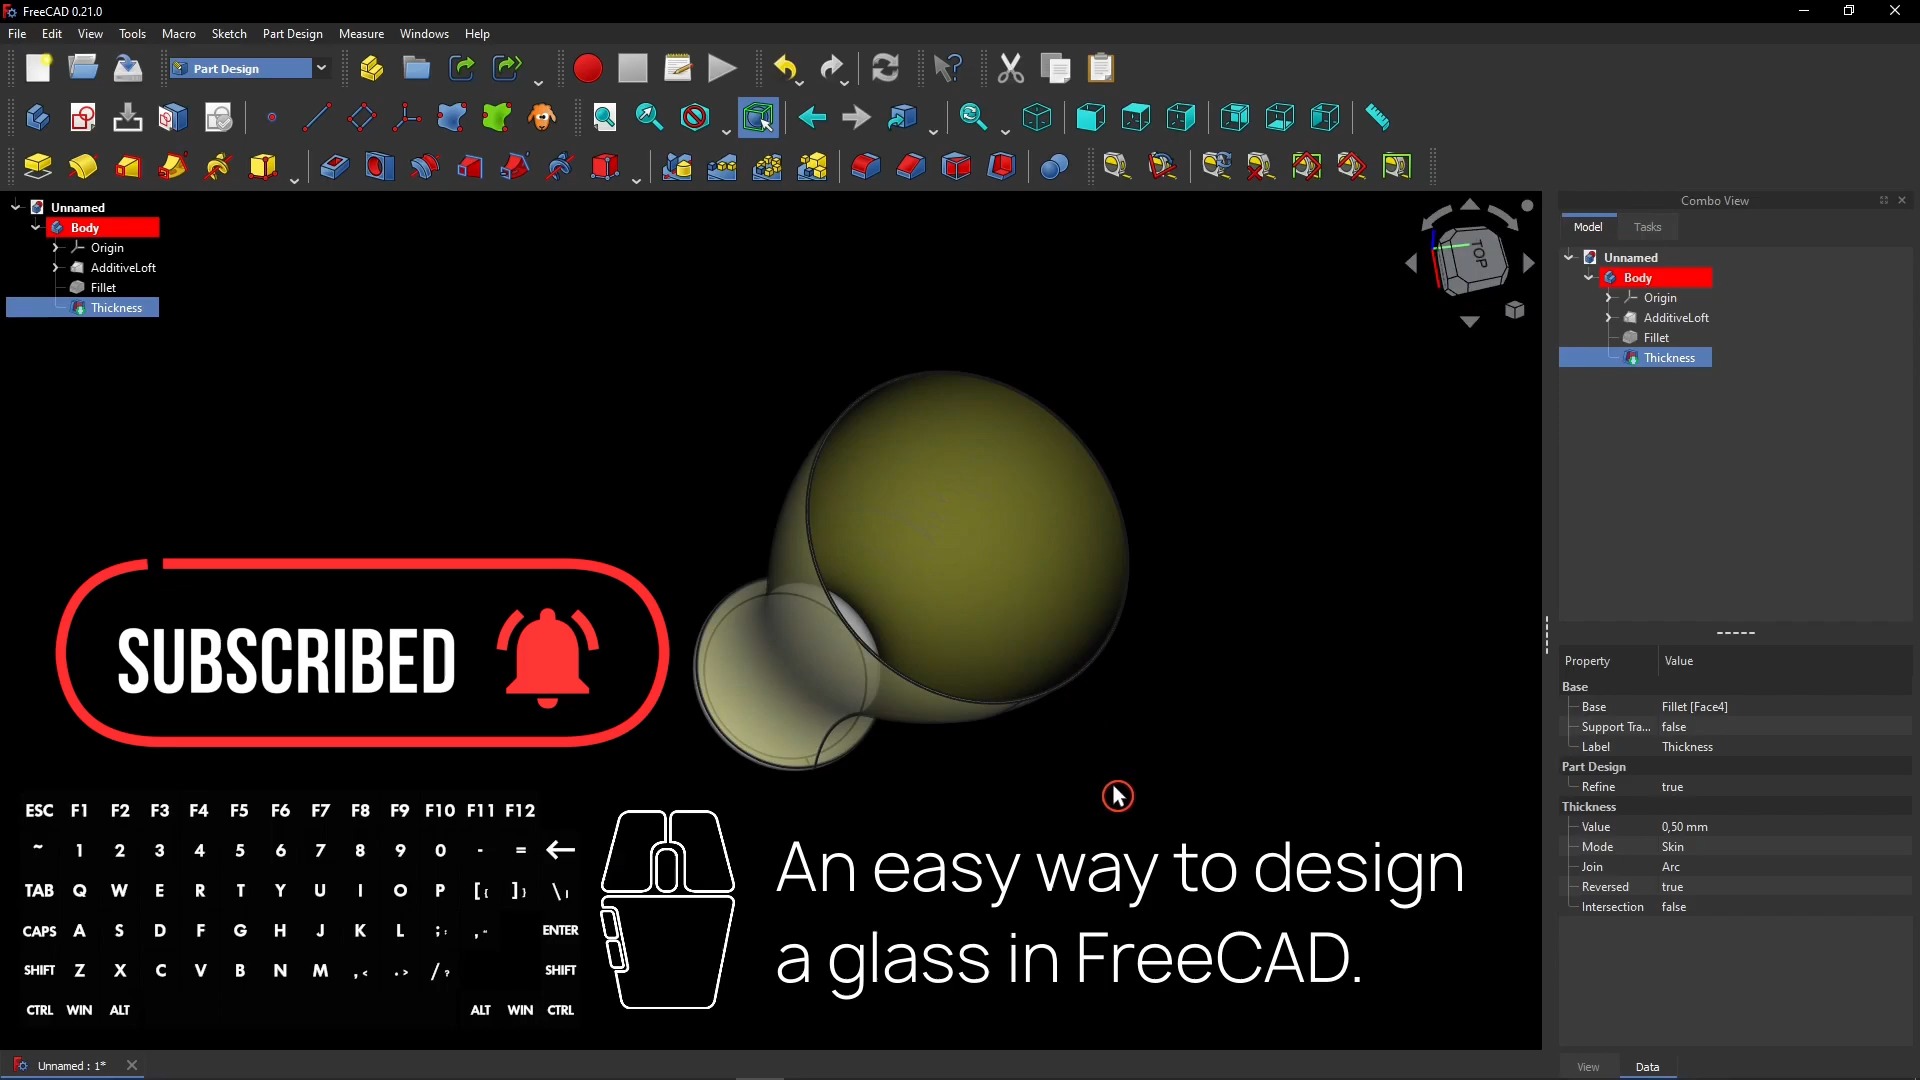 FreeCAD 0.21.0
File Edit View Tools Macro Sketch Part Design Measure Windows Help
Part Design
Unnamed
Body
Origin
AdditiveLoft
Fillet
Thickness
TOP
Combo View
Model Tasks
Unnamed
Body
Origin
AdditiveLoft
Fillet
Thickness
Property Value
Base
Base Fillet [Face4]
Support Tra... false
Label Thickness
Part Design
Refine true
Thickness
Value 0,50 mm
Mode Skin
Join Arc
Reversed true
Intersection false
View Data
SUBSCRIBED
ESC F1 F2 F3 F4 F5 F6 F7 F8 F9 F10 F11 F12
~ 1 2 3 4 5 6 7 8 9 0 - =
TAB Q W E R T Y U I O P [{ ]} \|
CAPS A S D F G H J K L ;: ,“ ENTER
SHIFT Z X C V B N M ,< .> /? SHIFT
CTRL WIN ALT ALT WIN CTRL
An easy way to design
a glass in FreeCAD.
Unnamed : 1*